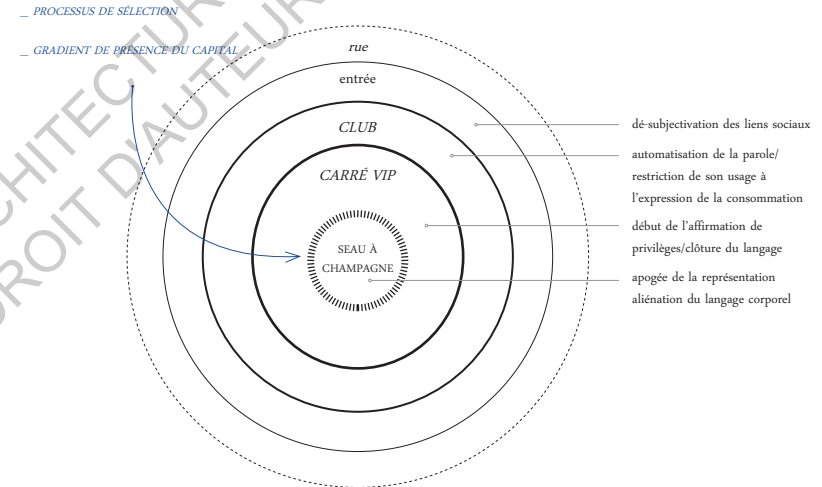 _ PROCESSUS DE SÉLECTION
_ GRADIENT DE PRÉSENCE DU CAPITAL
rue
entrée
CLUB
CARRÉ VIP
SEAU À
CHAMPAGNE
dé-subjectivation des liens sociaux
automatisation de la parole/
restriction de son usage à
l'expression de la consommation
début de l'affirmation de
privilèges/clôture du langage
apogée de la représentation
aliénation du langage corporel
DROIT D'AUTEUR